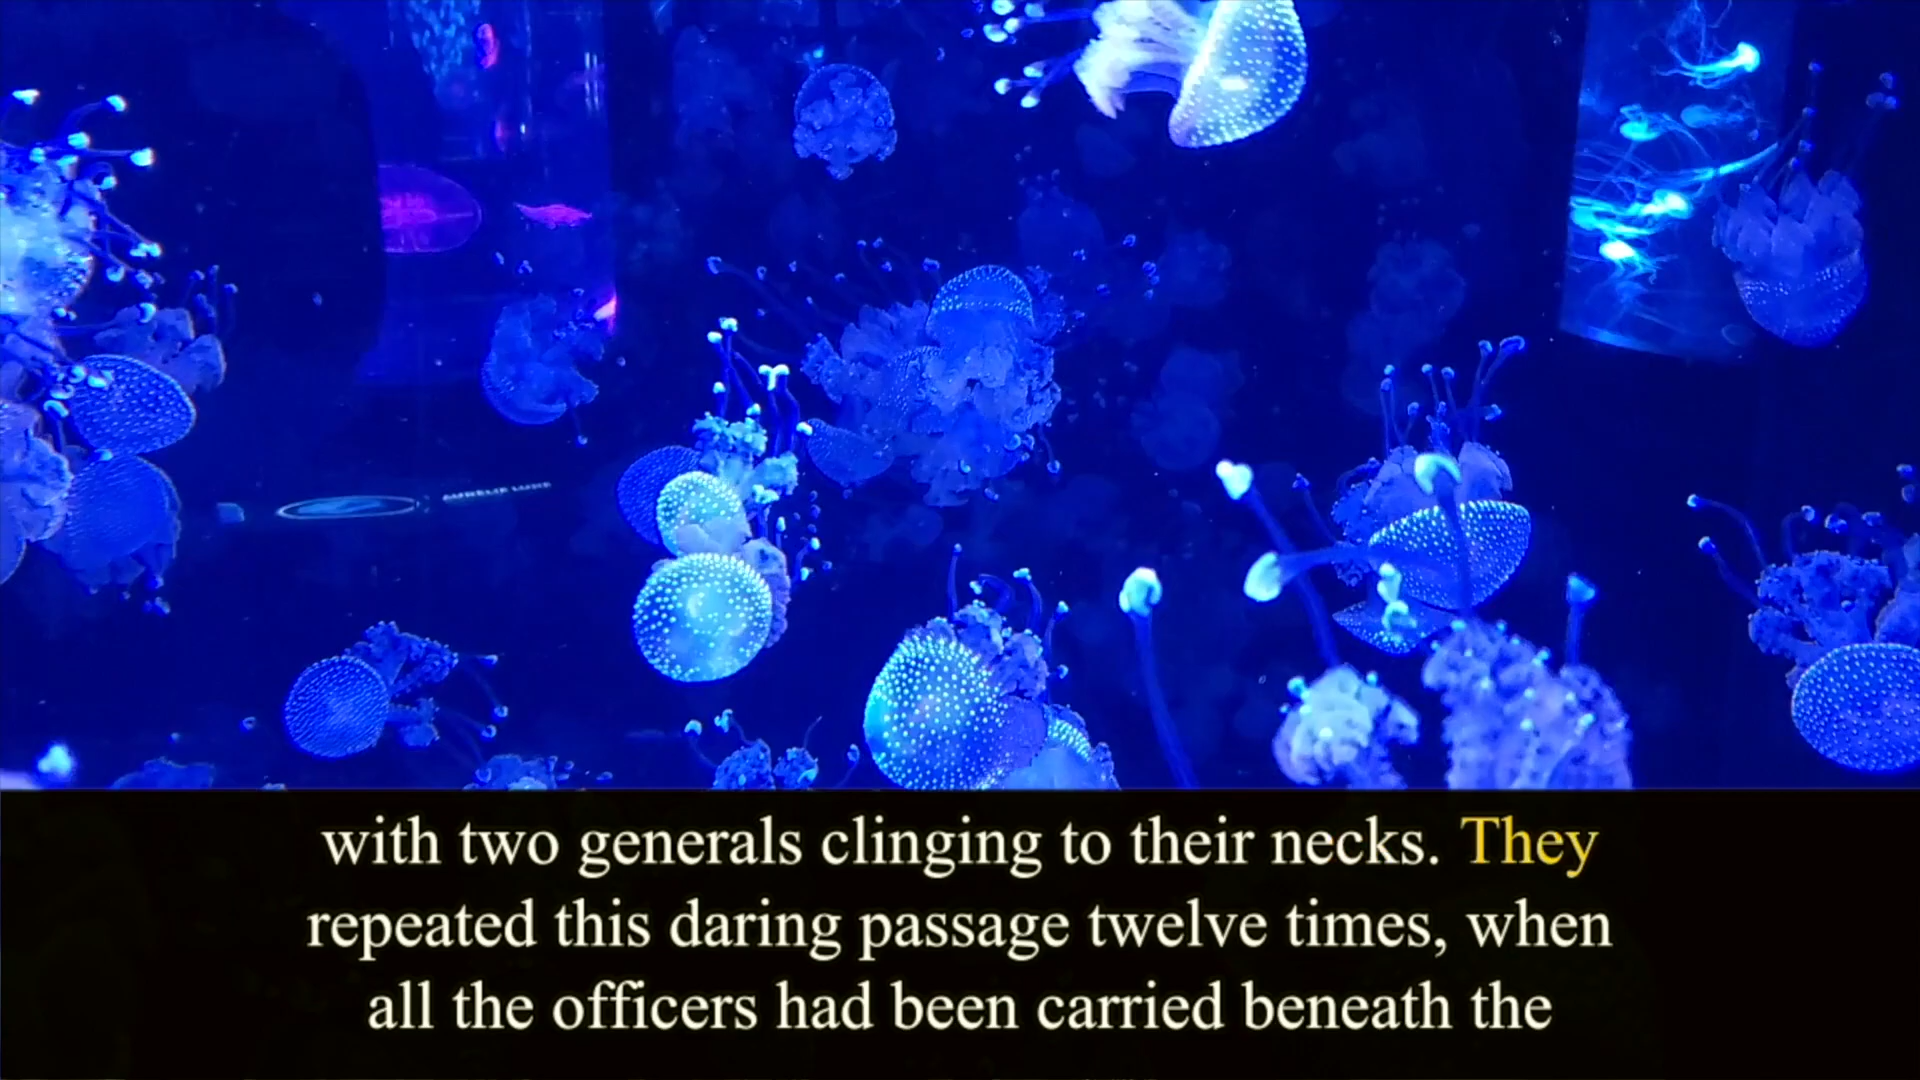 with two generals clinging to their necks. They
repeated this daring passage twelve times, when
all the officers had been carried beneath the